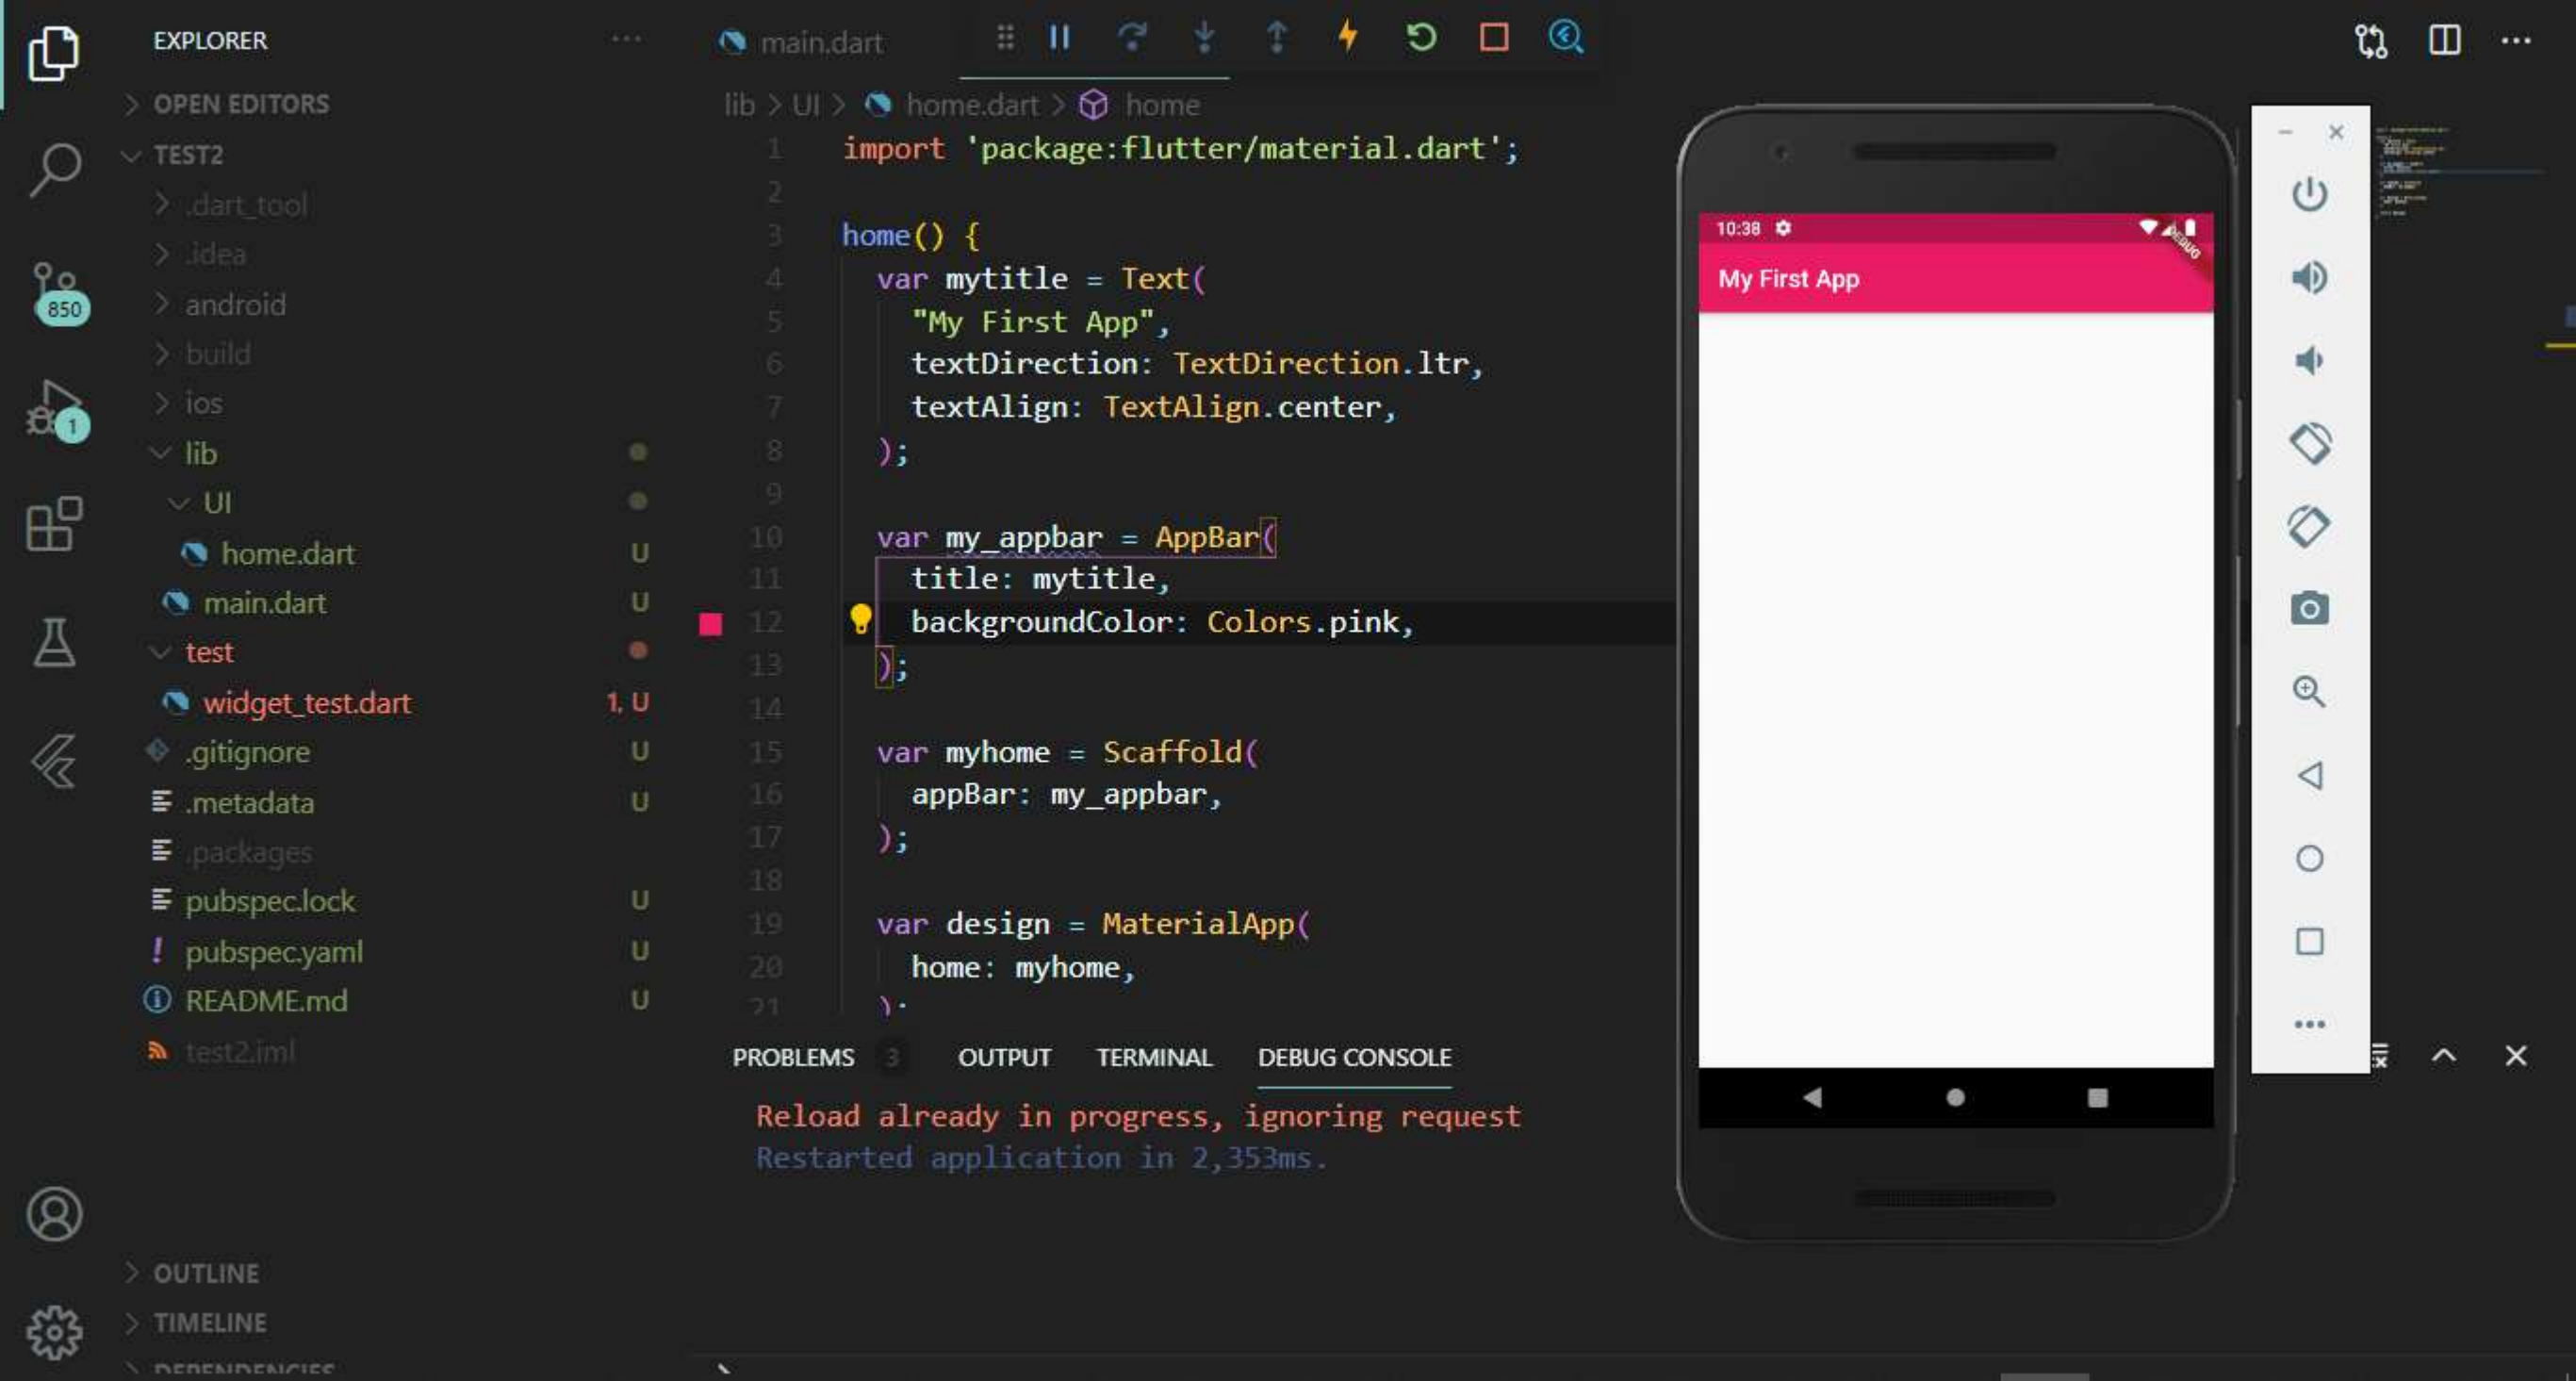 EXPLORER
OPEN EDITORS
TEST2
.dart_tool
.idea
android
build
ios
lib
UI
home.dart U
main.dart U
test
widget_test.dart 1, U
.gitignore U
.metadata U
.packages
pubspec.lock U
pubspec.yaml U
README.md U
test2.iml
OUTLINE
TIMELINE
DEPENDENCIES
850
1
main.dart
lib > UI > home.dart > home
1 import 'package:flutter/material.dart';
2
3 home() {
4 var mytitle = Text(
5 "My First App",
6 textDirection: TextDirection.ltr,
7 textAlign: TextAlign.center,
8 );
9
10 var my_appbar = AppBar(
11 title: mytitle,
12 backgroundColor: Colors.pink,
13 );
14
15 var myhome = Scaffold(
16 appBar: my_appbar,
17 );
18
19 var design = MaterialApp(
20 home: myhome,
21 );
PROBLEMS 3 OUTPUT TERMINAL DEBUG CONSOLE
Reload already in progress, ignoring request
Restarted application in 2,353ms.
10:38
DEBUG
My First App